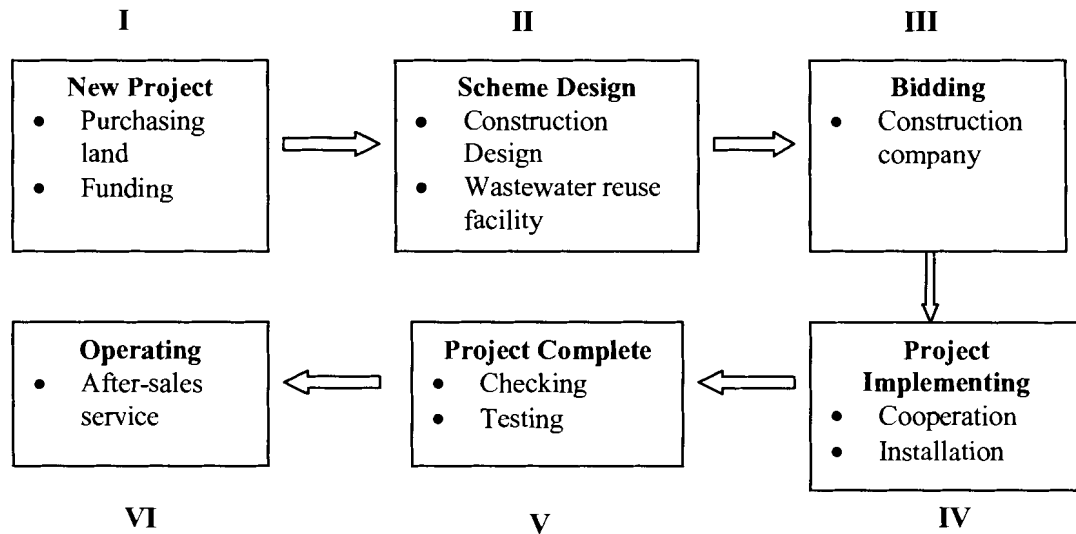 I
New Project
• Purchasing
land
• Funding
II
Scheme Design
• Construction
Design
• Wastewater reuse
facility
III
Bidding
• Construction
company
Project
Implementing
• Cooperation
• Installation
IV
Project Complete
• Checking
• Testing
V
Operating
• After-sales
service
VI